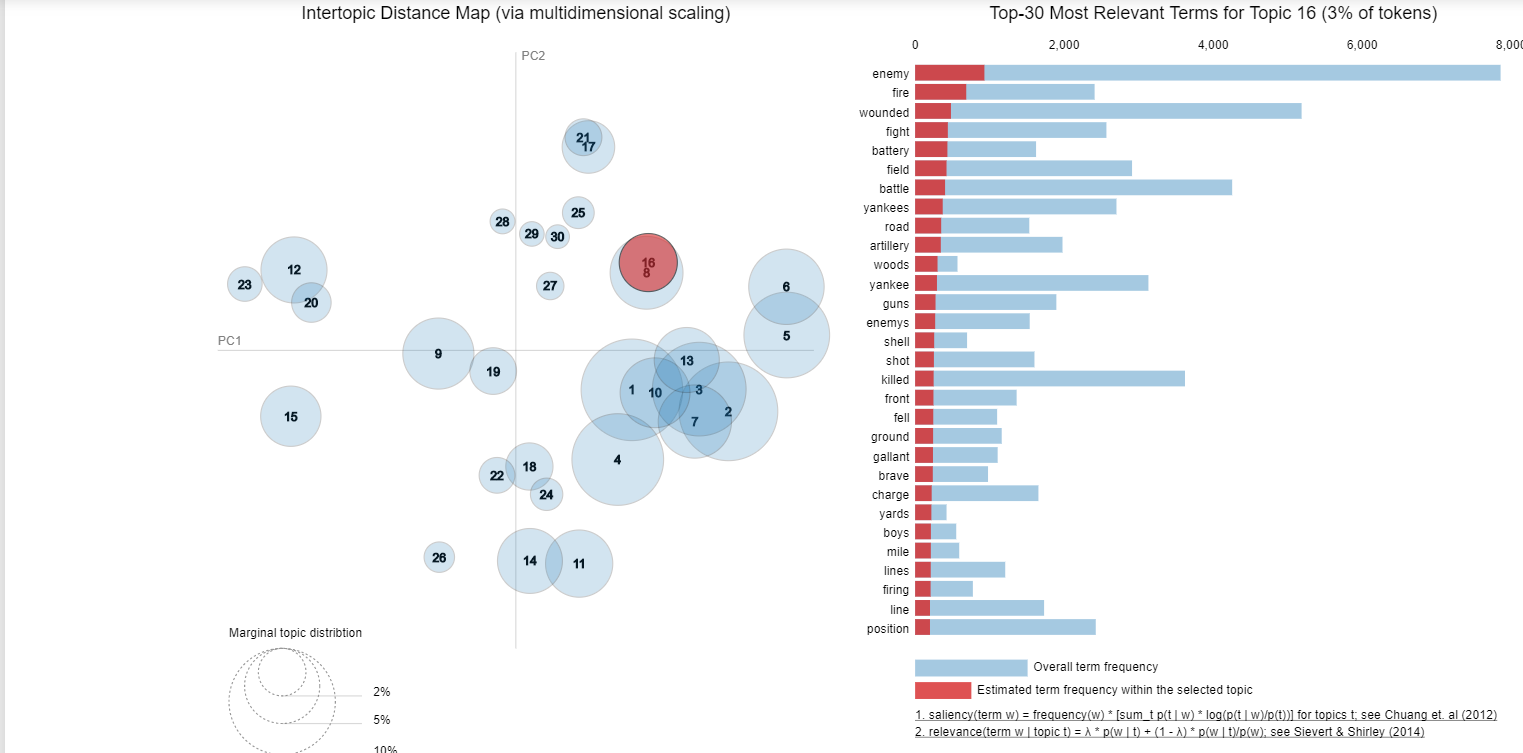 Intertopic Distance Map (via multidimensional scaling)
PC2
PC1
21
17
25
28
29
30
16
8
27
12
23
20
6
5
9
19
13
1
10
3
2
7
15
4
18
22
24
26
14
11
Marginal topic distribtion
2%
5%
10%
Top-30 Most Relevant Terms for Topic 16 (3% of tokens)
0 2,000 4,000 6,000 8,000
enemy
fire
wounded
fight
battery
field
battle
yankees
road
artillery
woods
yankee
guns
enemys
shell
shot
killed
front
fell
ground
gallant
brave
charge
yards
boys
mile
lines
firing
line
position
Overall term frequency
Estimated term frequency within the selected topic
1. saliency(term w) = frequency(w) * [sum_t p(t | w) * log(p(t | w)/p(t))] for topics t; see Chuang et. al (2012)
2. relevance(term w | topic t) = λ * p(w | t) + (1 - λ) * p(w | t)/p(w); see Sievert & Shirley (2014)